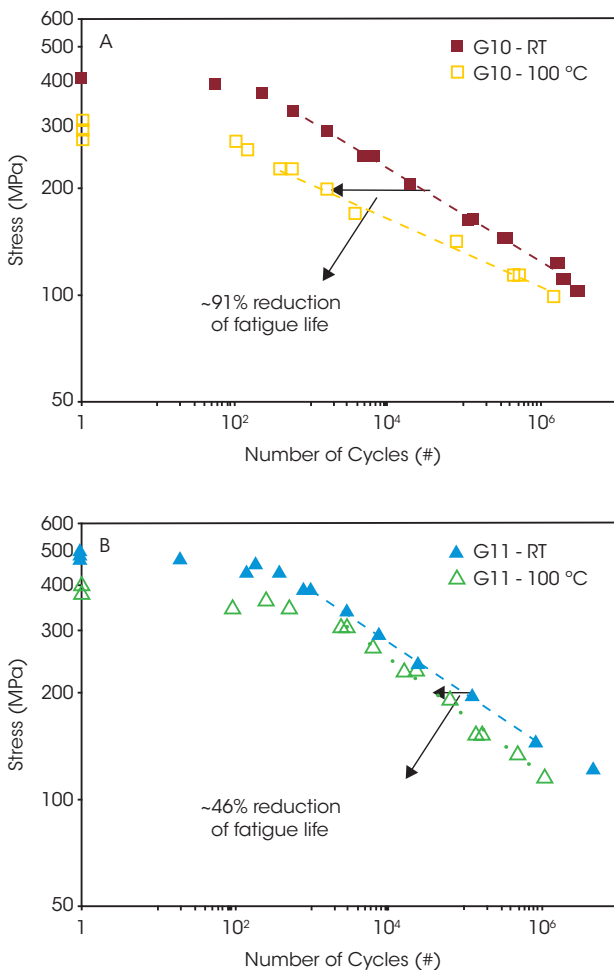 600
500
400
300
200
100
50
Stress (MPa)
A
G10 - RT
G10 - 100 °C
~91% reduction
of fatigue life
1
10²
10⁴
10⁶
Number of Cycles (#)
600
500
400
300
200
100
50
Stress (MPa)
B
G11 - RT
G11 - 100 °C
~46% reduction
of fatigue life
1
10²
10⁴
10⁶
Number of Cycles (#)